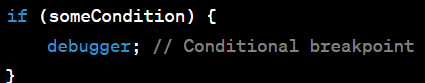 if (someCondition) {
    debugger; // Conditional breakpoint
}